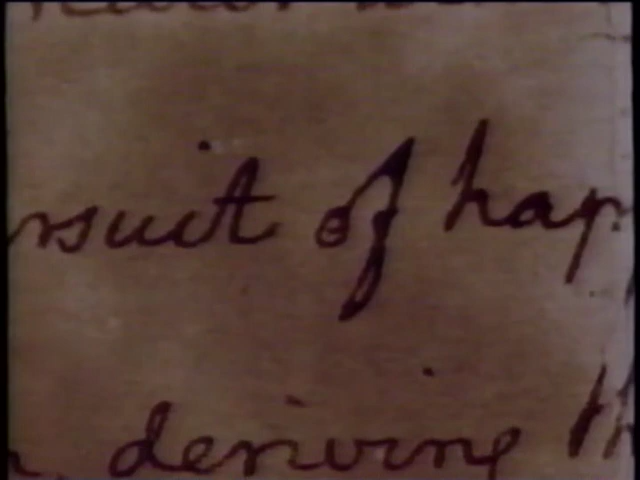 rsuit of hap
deriving th